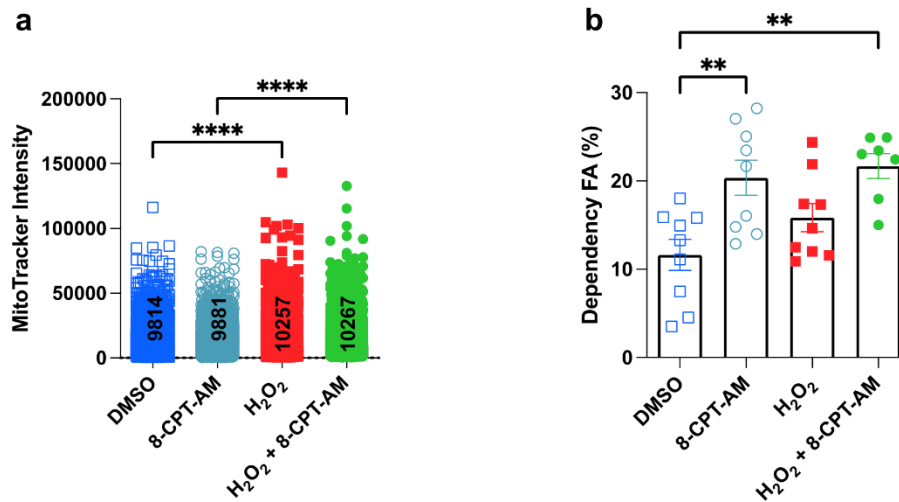 a
****
****
200000
150000
100000
50000
0
MitoTracker Intensity
9814
9881
10257
10267
DMSO
8-CPT-AM
H₂O₂
H₂O₂ + 8-CPT-AM
b
**
**
30
20
10
0
Dependency FA (%)
DMSO
8-CPT-AM
H₂O₂
H₂O₂ + 8-CPT-AM